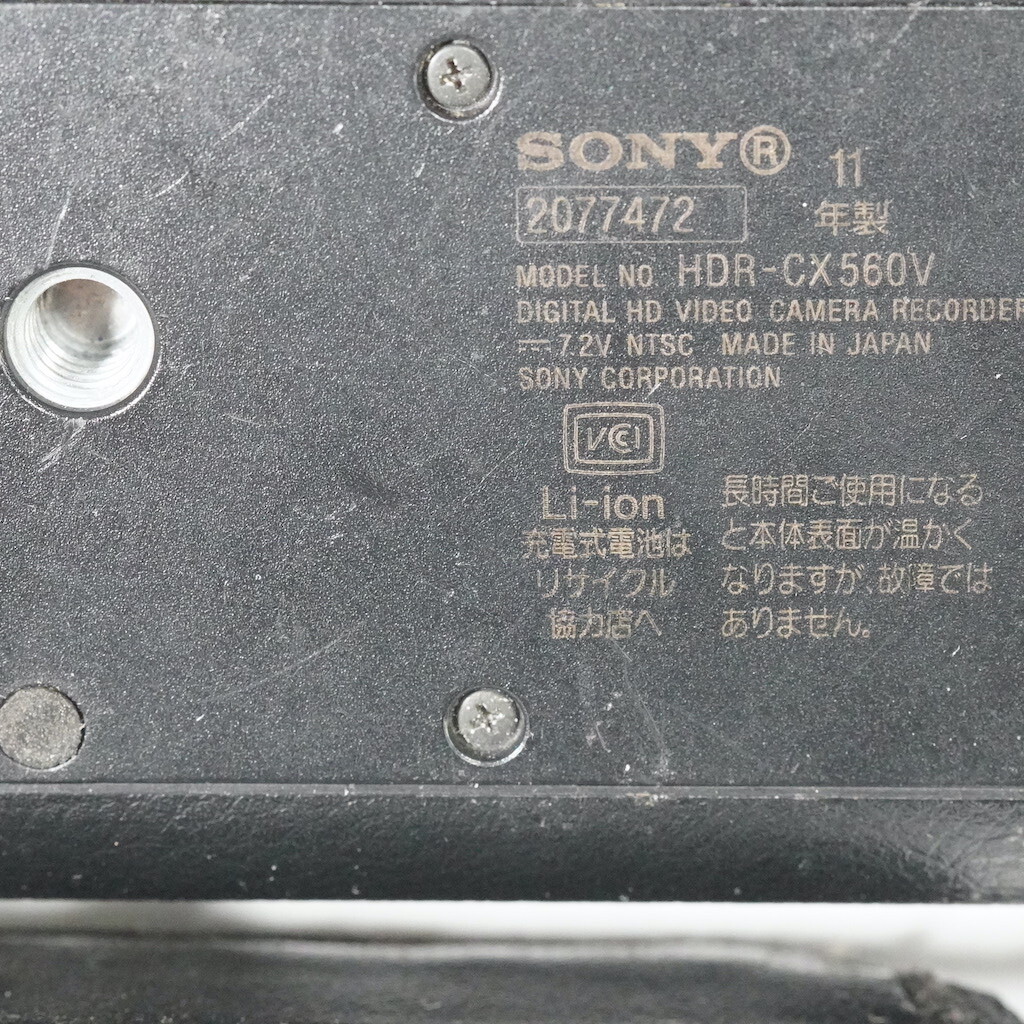 SONY®
11
年製
2077472
MODEL NO. HDR-CX560V
DIGITAL HD VIDEO CAMERA RECORDER
⎓ 7.2V NTSC MADE IN JAPAN
SONY CORPORATION
VCCI
Li-ion
充電式電池は
リサイクル
協力店へ
長時間ご使用になる
と本体表面が温かく
なりますが、故障では
ありません。